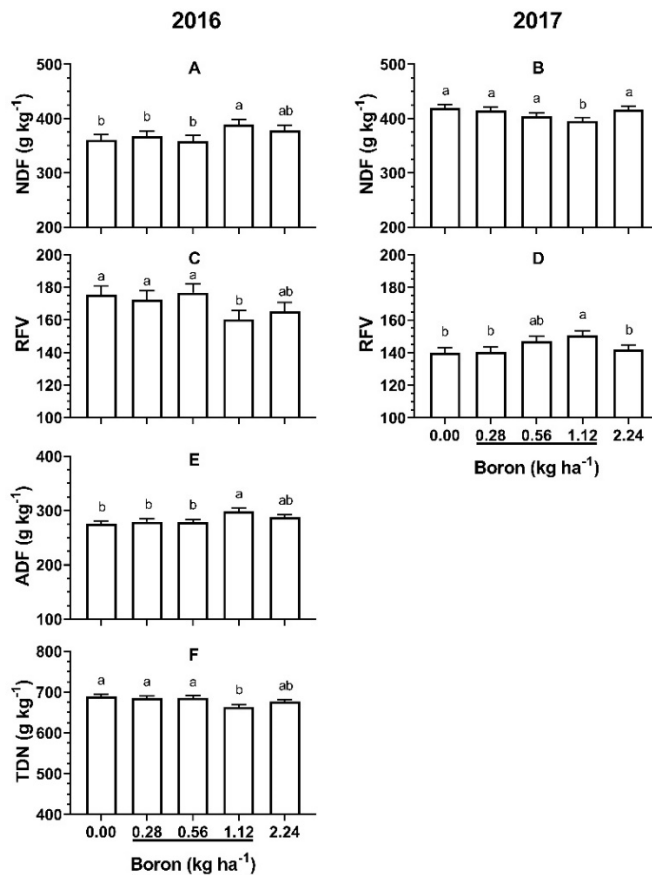 2016
2017
A
NDF (g kg⁻¹)
500
400
300
200
b
b
b
a
ab
B
NDF (g kg⁻¹)
500
400
300
200
a
a
a
b
a
C
RFV
200
180
160
140
120
100
a
a
a
b
ab
D
RFV
200
180
160
140
120
100
b
b
ab
a
b
0.00 0.28 0.56 1.12 2.24
Boron (kg ha⁻¹)
E
ADF (g kg⁻¹)
400
300
200
100
b
b
b
a
ab
F
TDN (g kg⁻¹)
800
700
600
500
400
a
a
a
b
ab
0.00 0.28 0.56 1.12 2.24
Boron (kg ha⁻¹)